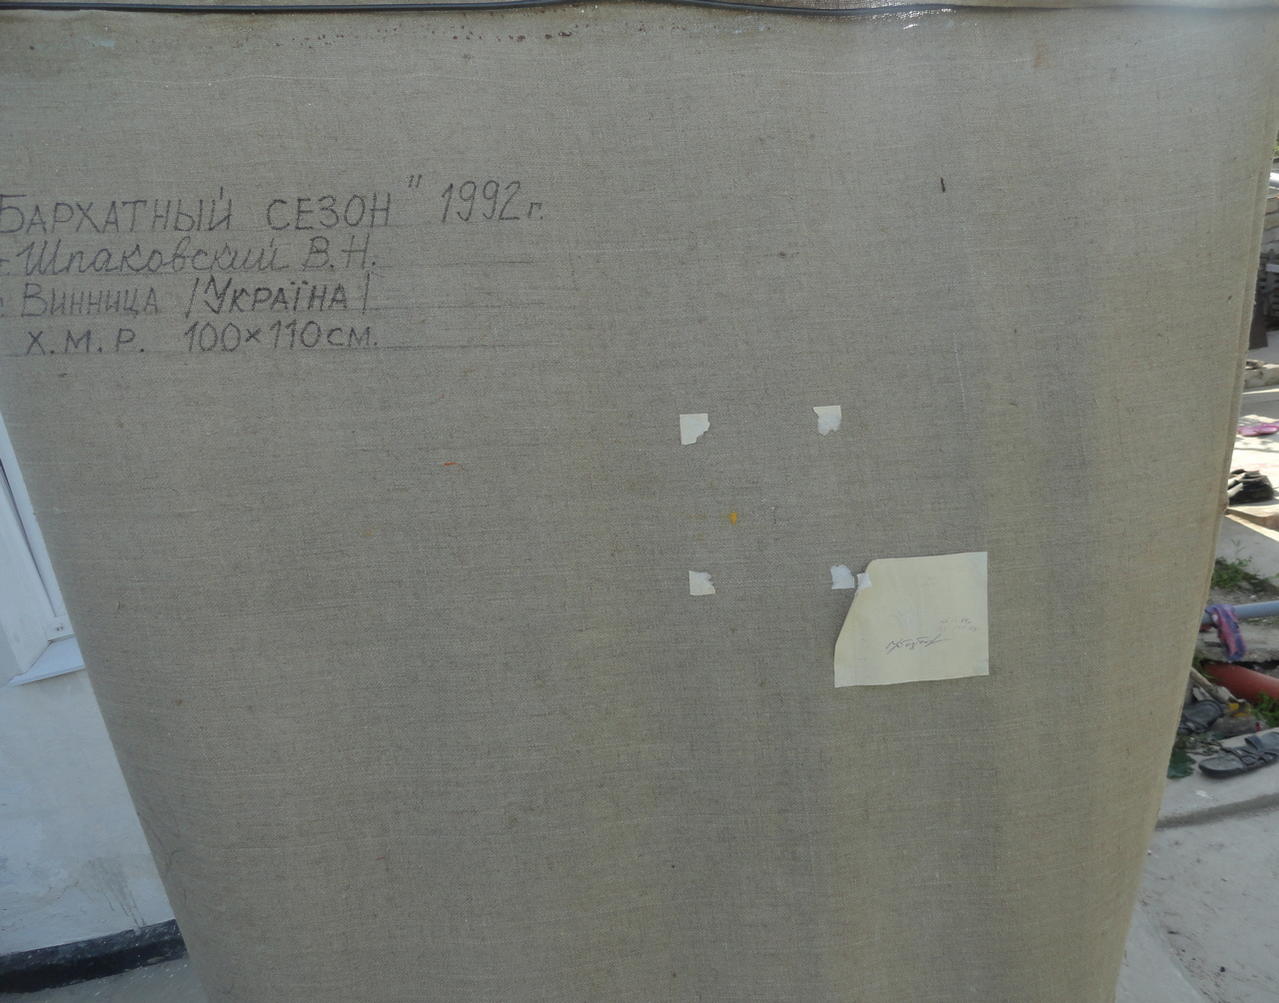 БАРХАТНЫЙ СЕЗОН" 1992г.
Шпаковский В.Н.
ВИННИЦА /УКРАЇНА/
Х.М.Р. 100×110см.